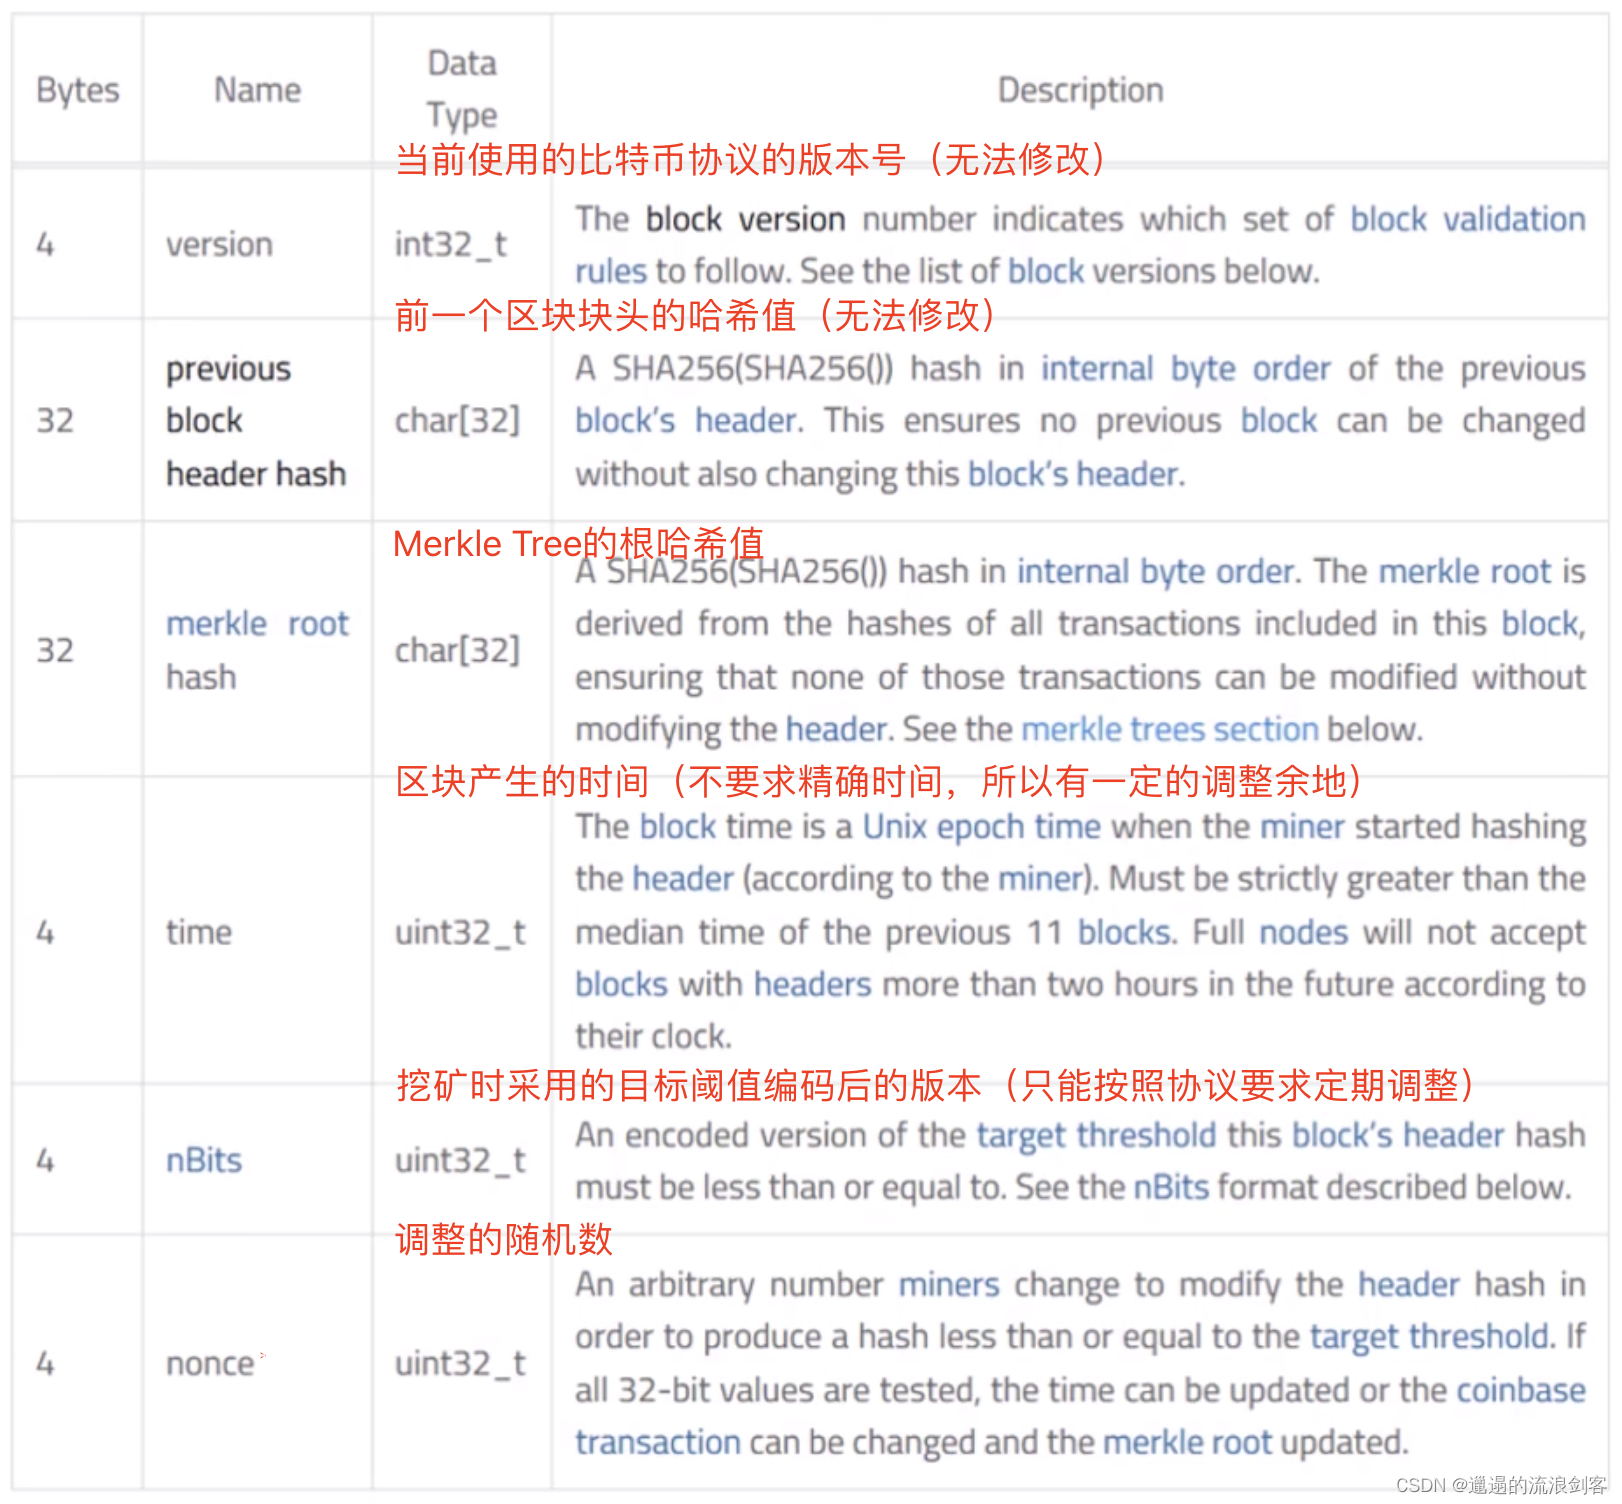 Bytes
Name
Data
Type
Description
当前使用的比特币协议的版本号（无法修改）
4
version
int32_t
The block version number indicates which set of block validation
rules to follow. See the list of block versions below.
前一个区块块头的哈希值（无法修改）
32
previous
block
header hash
char[32]
A SHA256(SHA256()) hash in internal byte order of the previous
block’s header. This ensures no previous block can be changed
without also changing this block’s header.
Merkle Tree的根哈希值
32
merkle root
hash
char[32]
A SHA256(SHA256()) hash in internal byte order. The merkle root is
derived from the hashes of all transactions included in this block,
ensuring that none of those transactions can be modified without
modifying the header. See the merkle trees section below.
区块产生的时间（不要求精确时间，所以有一定的调整余地）
4
time
uint32_t
The block time is a Unix epoch time when the miner started hashing
the header (according to the miner). Must be strictly greater than the
median time of the previous 11 blocks. Full nodes will not accept
blocks with headers more than two hours in the future according to
their clock.
挖矿时采用的目标阈值编码后的版本（只能按照协议要求定期调整）
4
nBits
uint32_t
An encoded version of the target threshold this block’s header hash
must be less than or equal to. See the nBits format described below.
调整的随机数
4
nonce
uint32_t
An arbitrary number miners change to modify the header hash in
order to produce a hash less than or equal to the target threshold. If
all 32-bit values are tested, the time can be updated or the coinbase
transaction can be changed and the merkle root updated.
CSDN @邋遢的流浪剑客